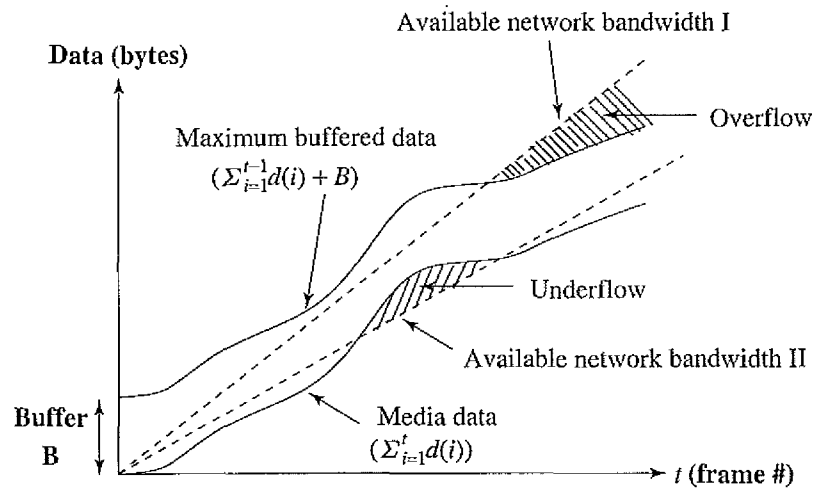 Available network bandwidth I
Data (bytes)
Overflow
Maximum buffered data
(Σ_{i=1}^{t−1} d(i) + B)
Underflow
Available network bandwidth II
Buffer
B
Media data
(Σ_{i=1}^{t} d(i))
t (frame #)